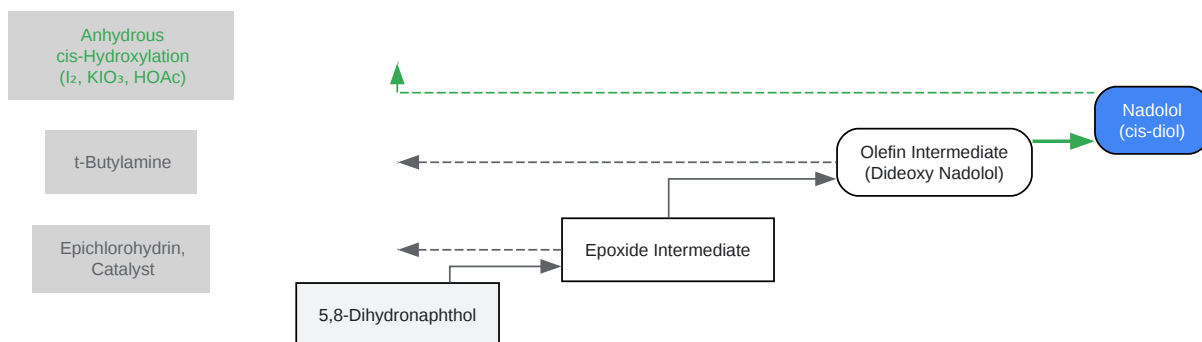 Anhydrous
cis-Hydroxylation
(I₂, KIO₃, HOAc)
Nadolol
(cis-diol)
t-Butylamine
Olefin Intermediate
(Dideoxy Nadolol)
Epichlorohydrin,
Catalyst
Epoxide Intermediate
5,8-Dihydronaphthol